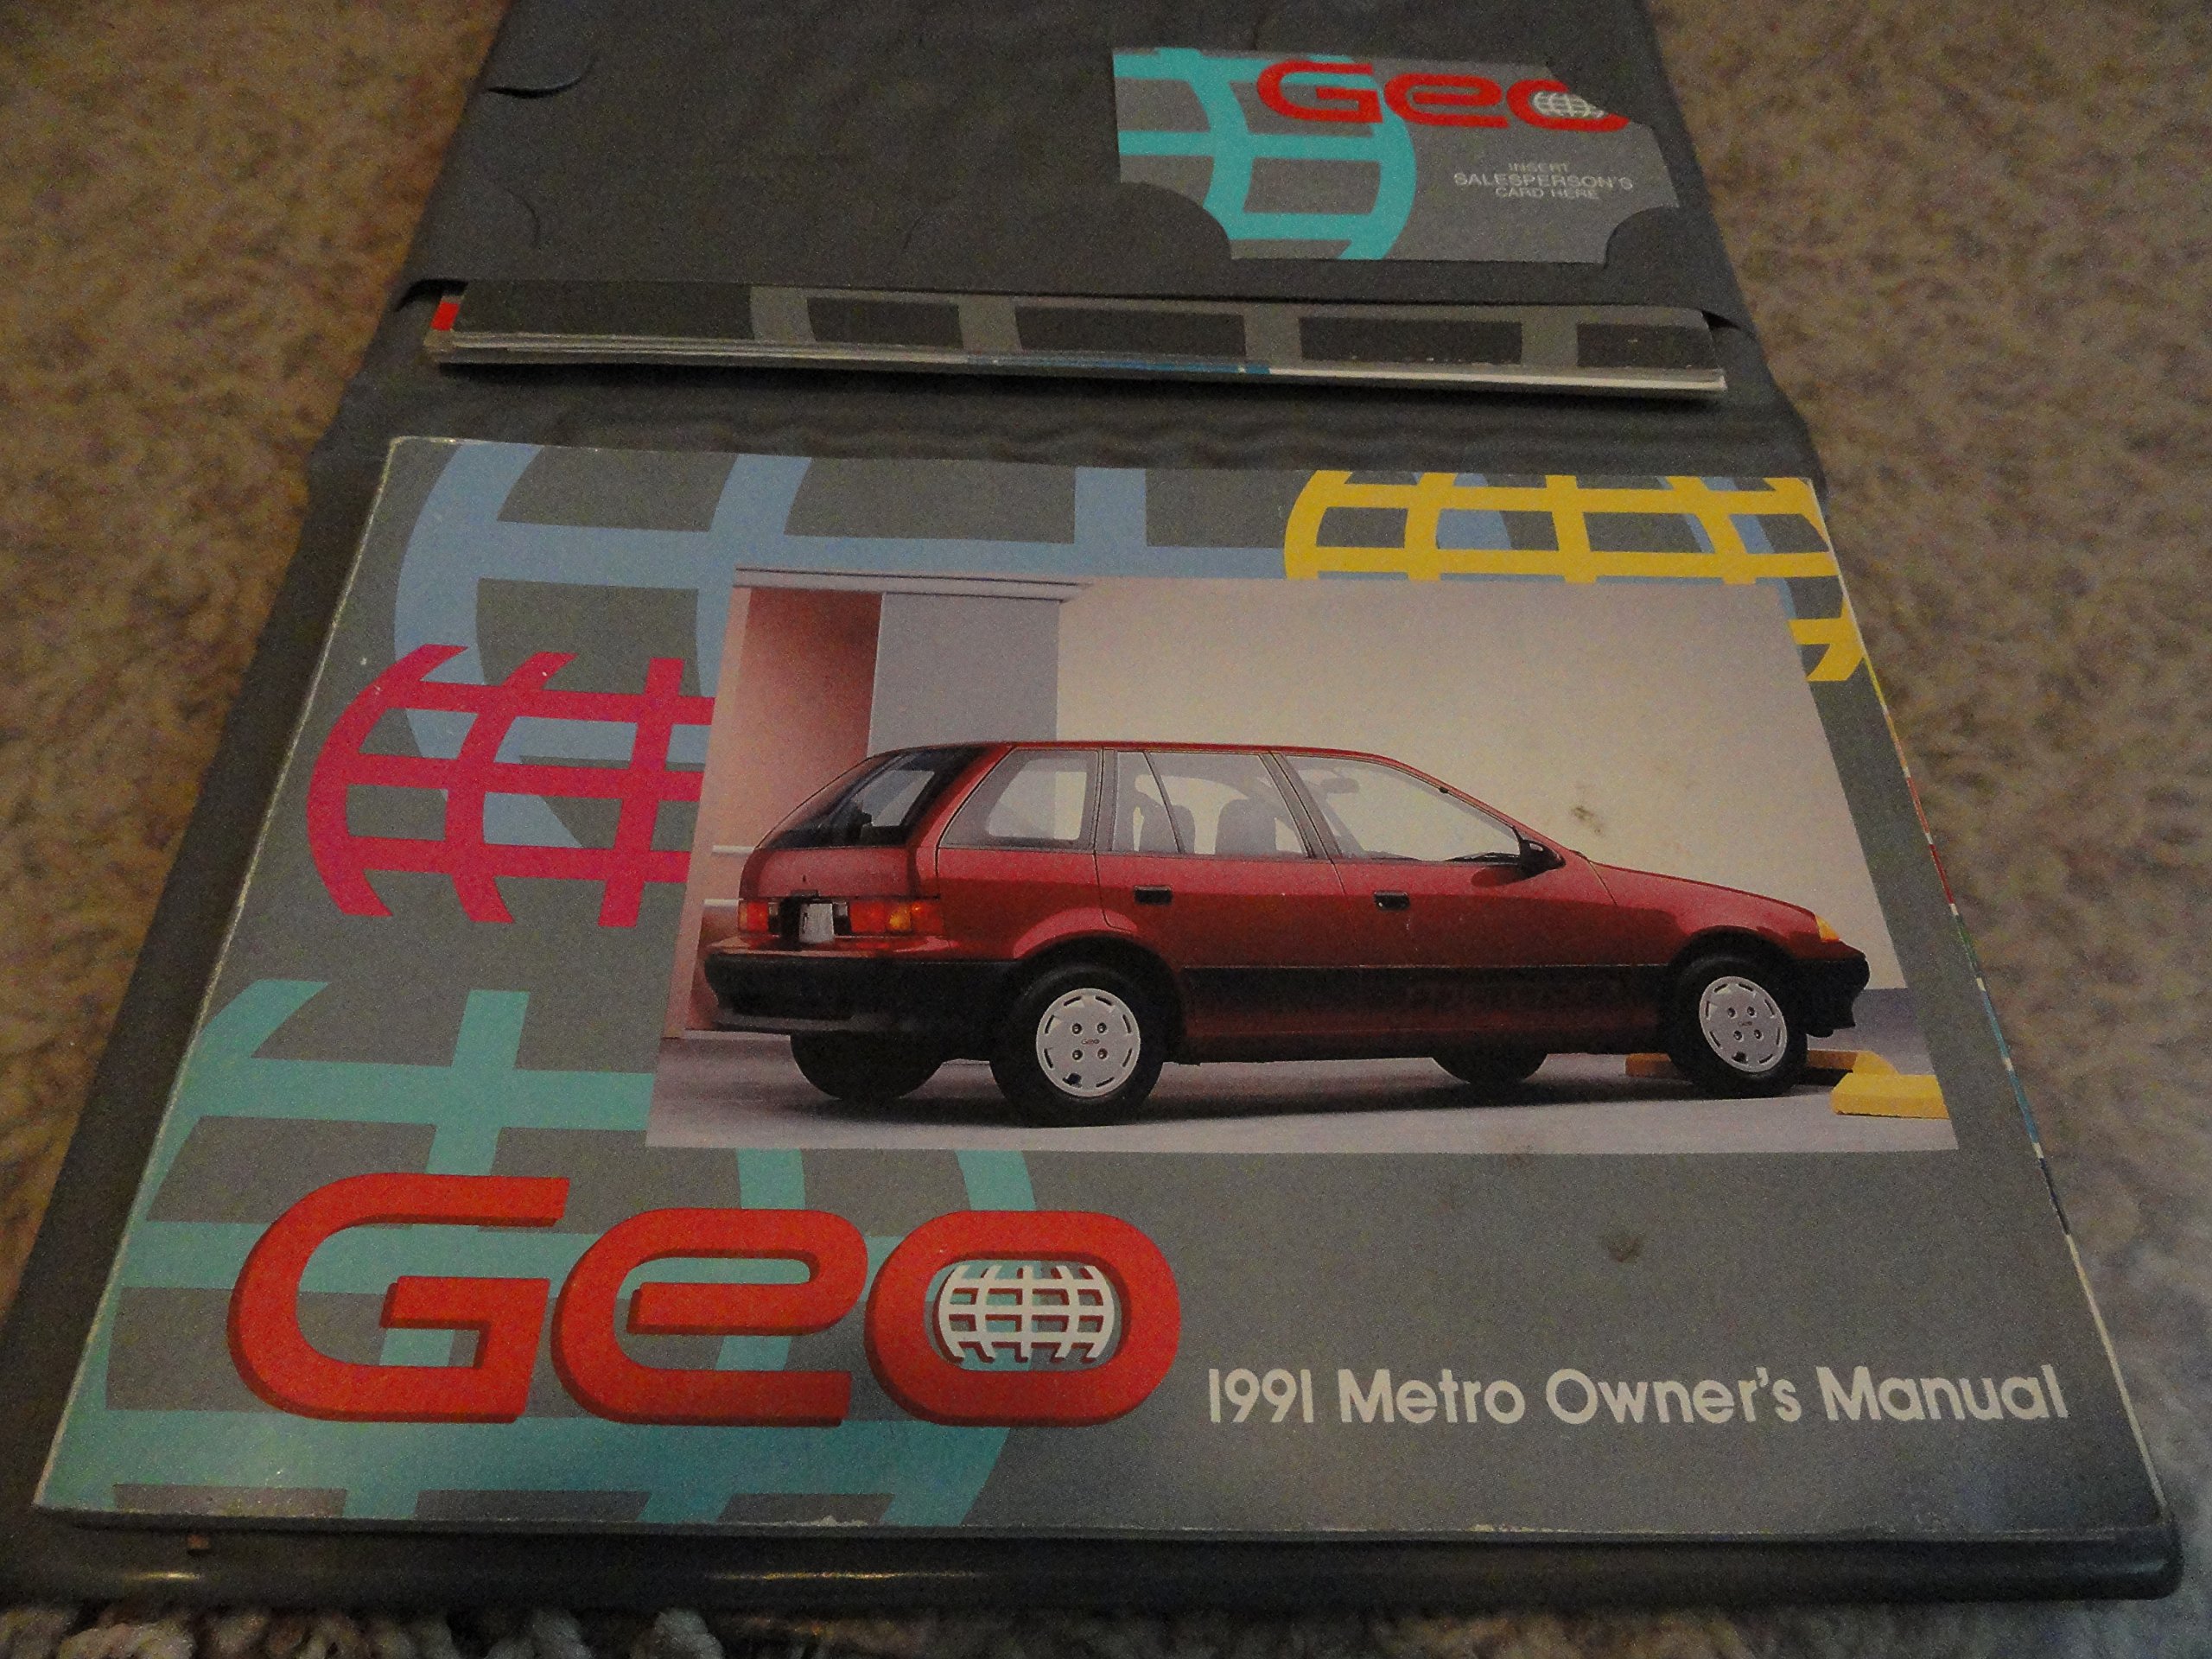 Geo
INSERT
SALESPERSON'S
CARD HERE
Geo
1991 Metro Owner's Manual